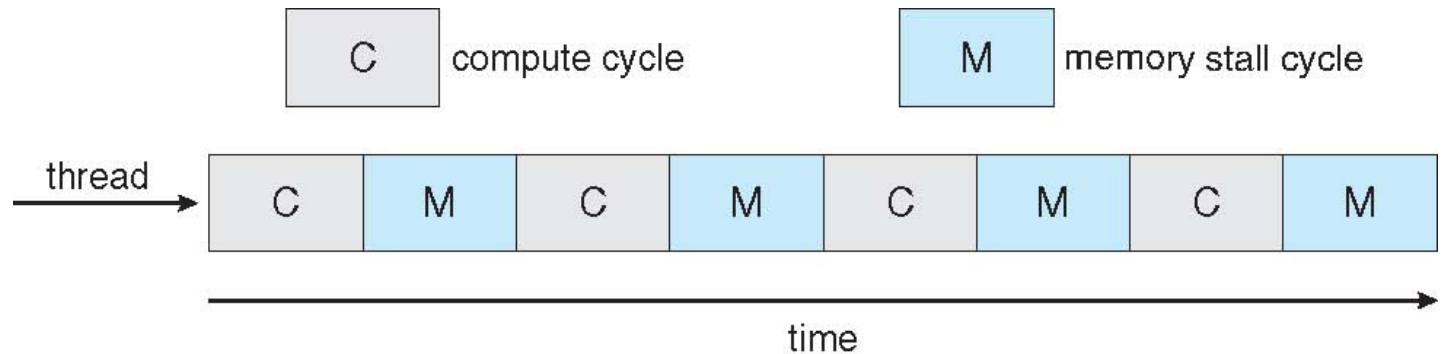 C compute cycle M memory stall cycle
thread
C M C M C M C M
time